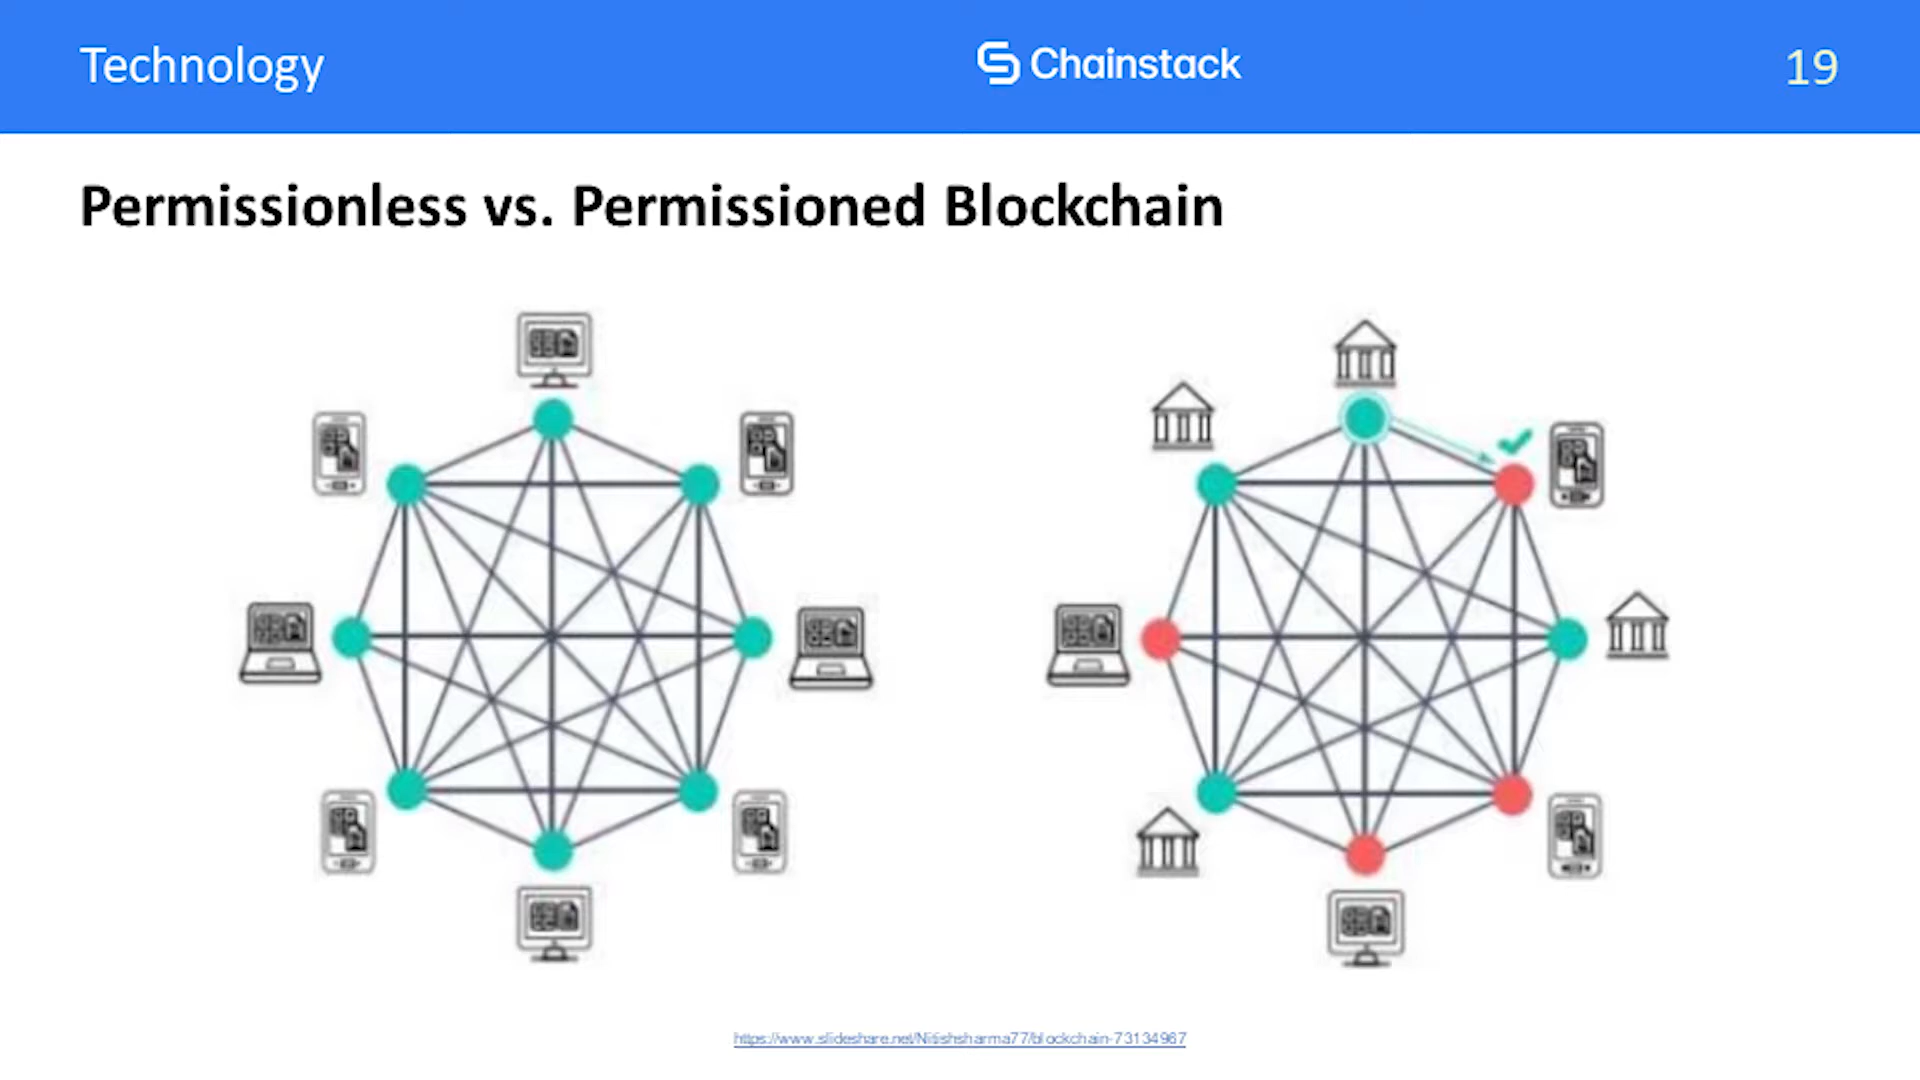 Technology
Chainstack
19
Permissionless vs. Permissioned Blockchain
https://www.slideshare.net/Nitishsharma77/blockchain-73134967